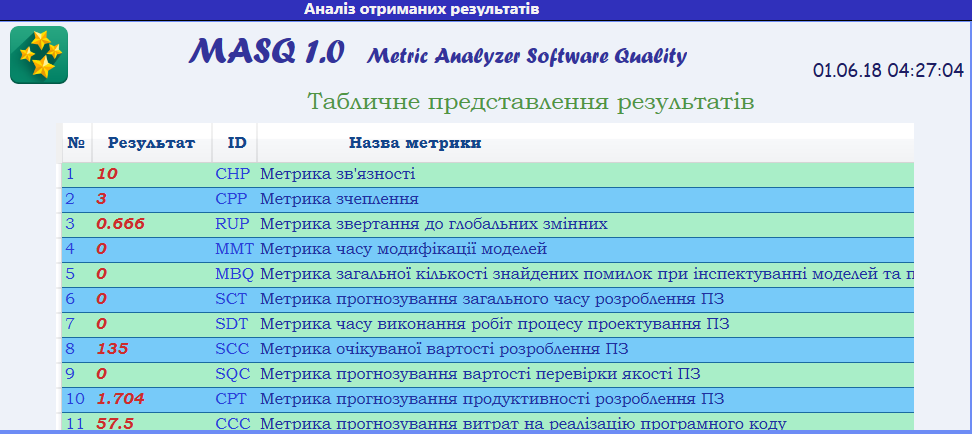 Аналіз отриманих результатів
MASQ 1.0 Metric Analyzer Software Quality
01.06.18 04:27:04
Табличне представлення результатів
№ Результат ID Назва метрики
1 10 CHP Метрика зв'язності
2 3 CPP Метрика зчеплення
3 0.666 RUP Метрика звертання до глобальних змінних
4 0 MMT Метрика часу модифікації моделей
5 0 MBQ Метрика загальної кількості знайдених помилок при інспектуванні моделей та п
6 0 SCT Метрика прогнозування загального часу розроблення ПЗ
7 0 SDT Метрика часу виконання робіт процесу проектування ПЗ
8 135 SCC Метрика очікуваної вартості розроблення ПЗ
9 0 SQC Метрика прогнозування вартості перевірки якості ПЗ
10 1.704 CPT Метрика прогнозування продуктивності розроблення ПЗ
11 57.5 CCC Метрика прогнозування витрат на реалізацію програмного коду